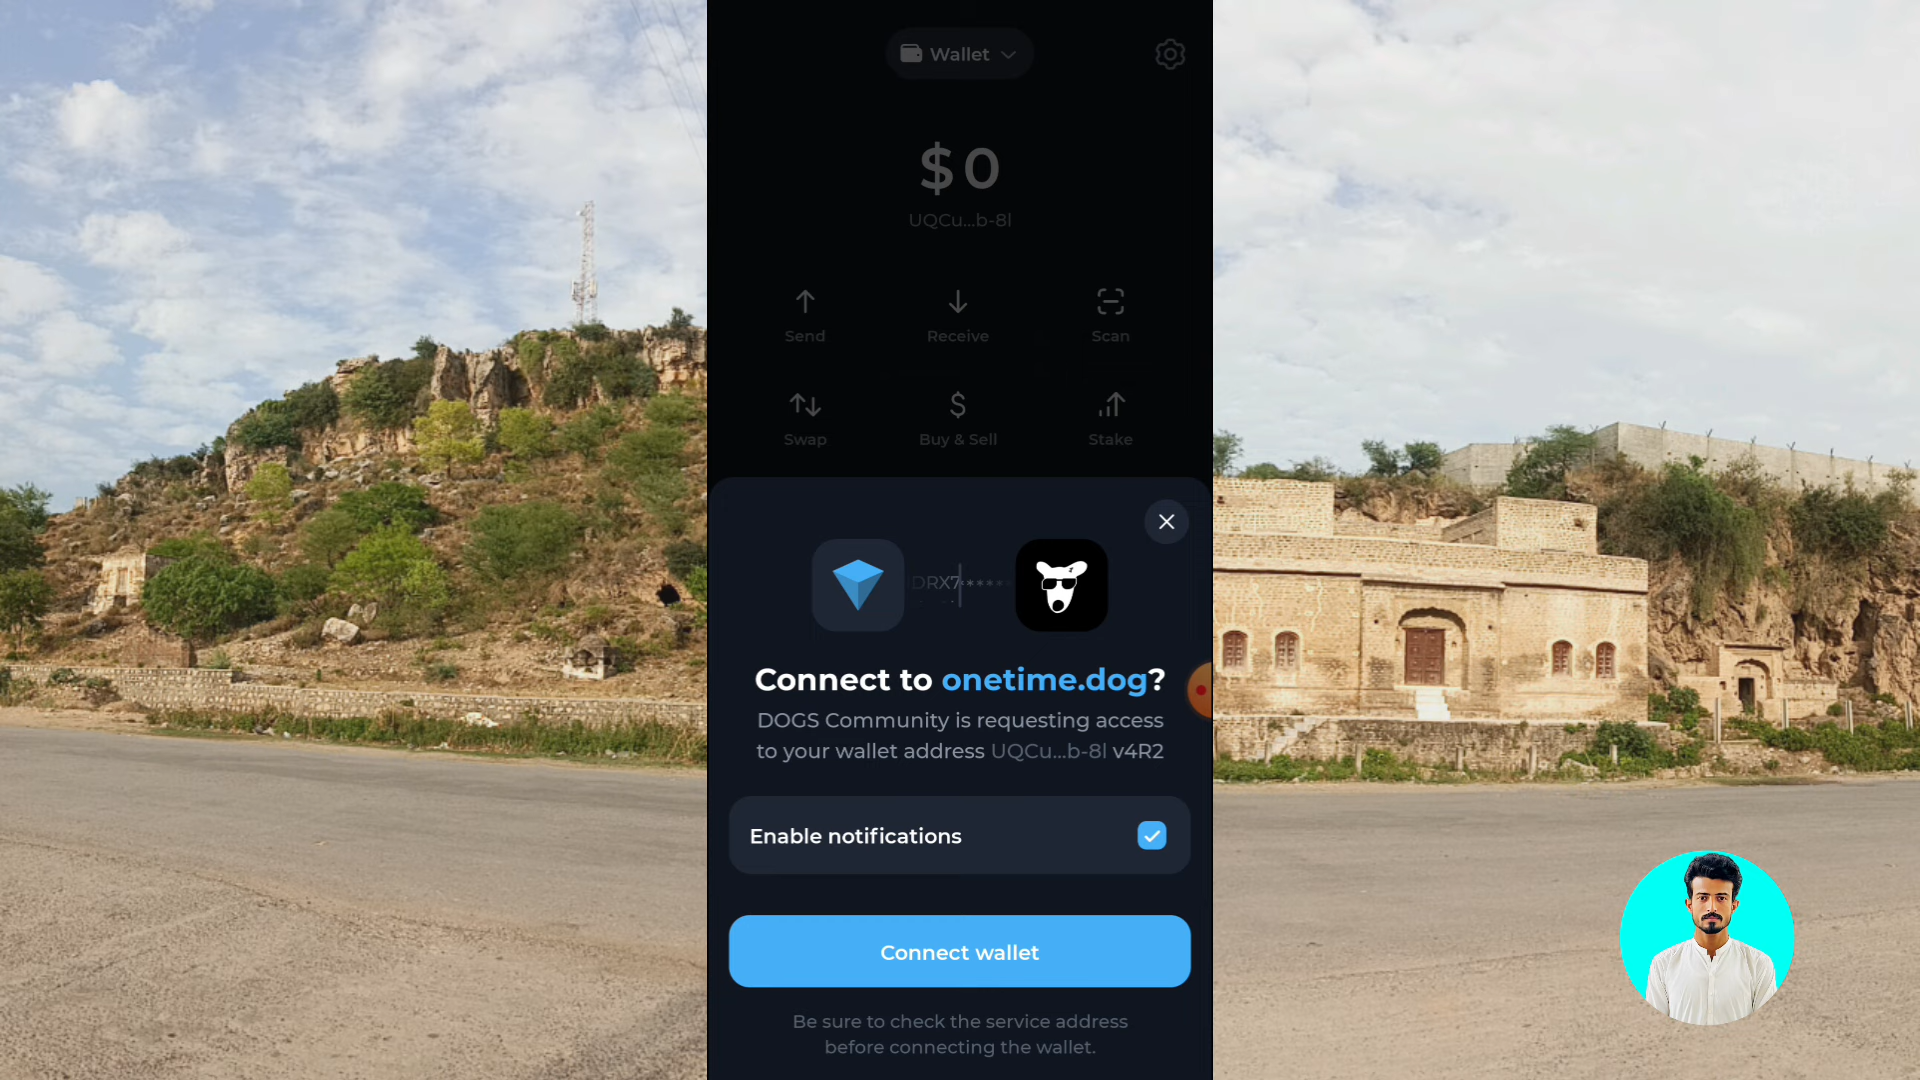 Wallet
$ 0
UQCu...b-8l
Send
Receive
Scan
Swap
Buy & Sell
Stake
DRX7*****
Connect to onetime.dog?
DOGS Community is requesting access
to your wallet address UQCu...b-8l v4R2
Enable notifications
Connect wallet
Be sure to check the service address
before connecting the wallet.